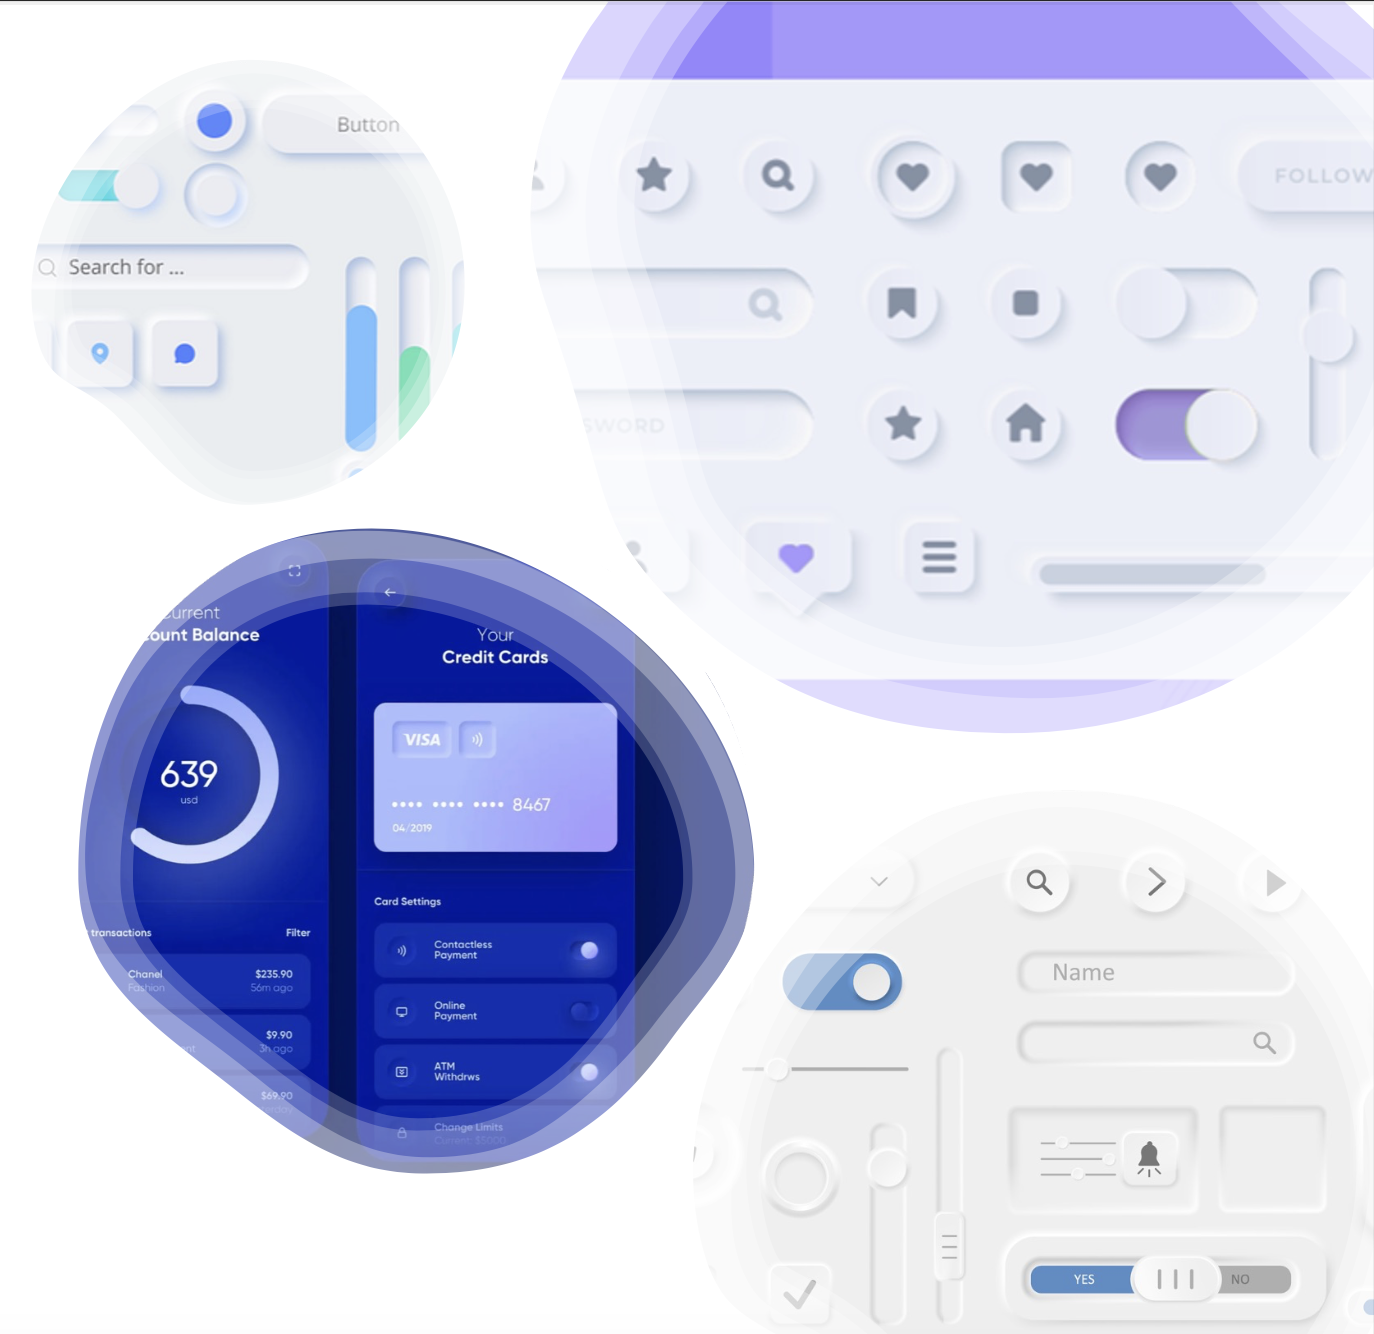 Button
Search for ...
FOLLOW
SWORD
urrent
ount Balance
639
usd
transactions
Filter
Chanel
$235.90
Fashion
56m ago
$9.90
3h ago
$69.90
Your
Credit Cards
VISA
•••• •••• •••• 8467
04/2019
Card Settings
Contactless
Payment
Online
Payment
ATM
Withdrws
Change Limits
Current: $5000
Name
YES
NO